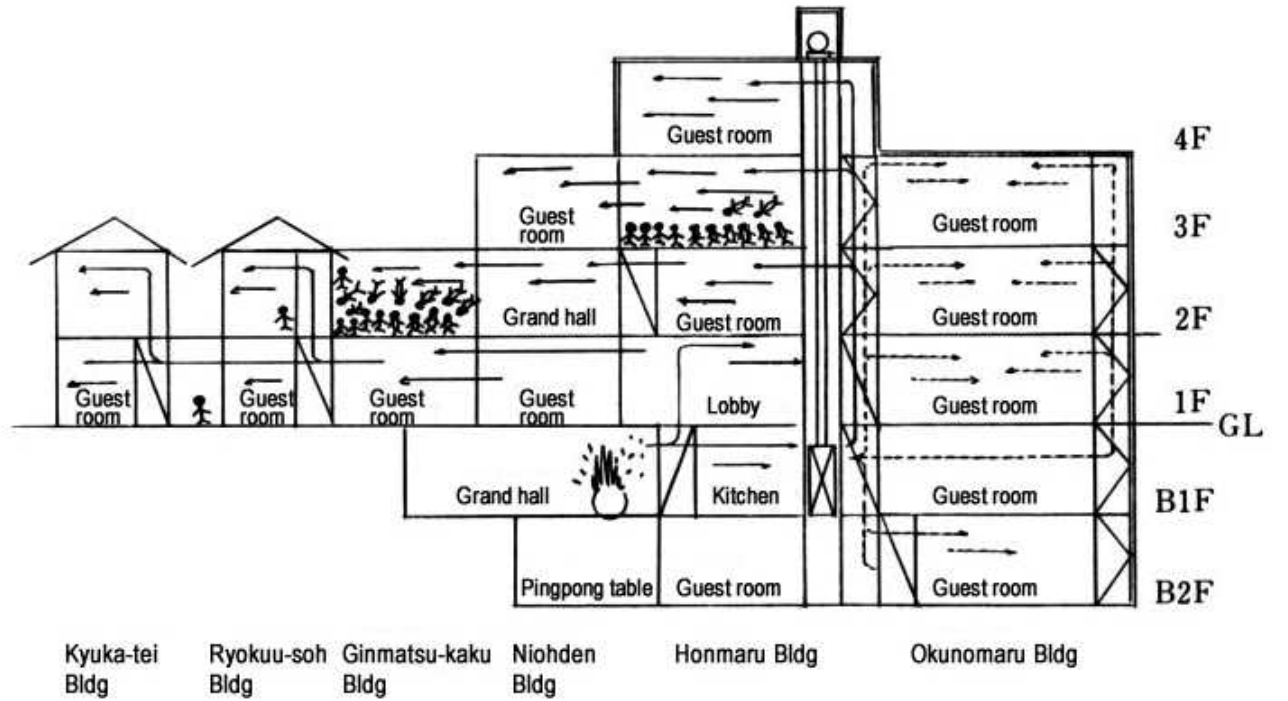 Guest room
4F
Guest
room
Guest room
3F
Grand hall
Guest room
Guest room
2F
Guest
room
Guest
room
Guest
room
Guest
room
Lobby
Guest room
1F
GL
Grand hall
Kitchen
Guest room
B1F
Pingpong table
Guest room
Guest room
B2F
Kyuka-tei
Bldg
Ryokuu-soh
Bldg
Ginmatsu-kaku
Bldg
Niohden
Bldg
Honmaru Bldg
Okunomaru Bldg